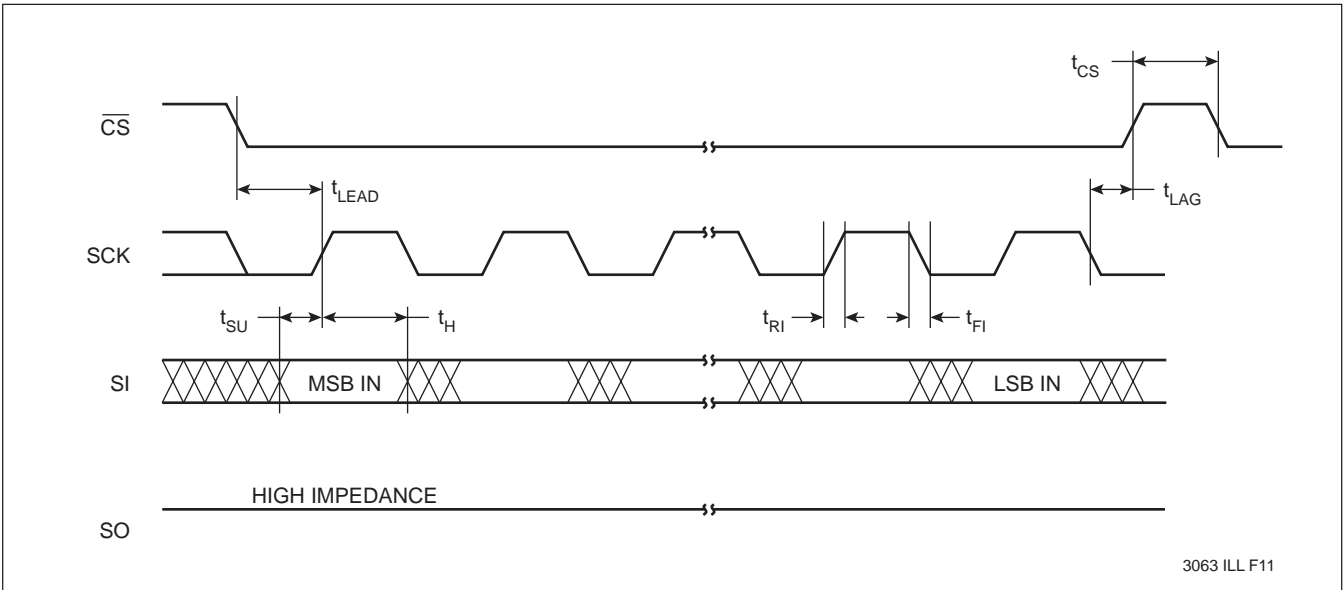 tCS
CS
tLEAD
tLAG
SCK
tSU
tH
tRI
tFI
SI
MSB IN
LSB IN
HIGH IMPEDANCE
SO
3063 ILL F11